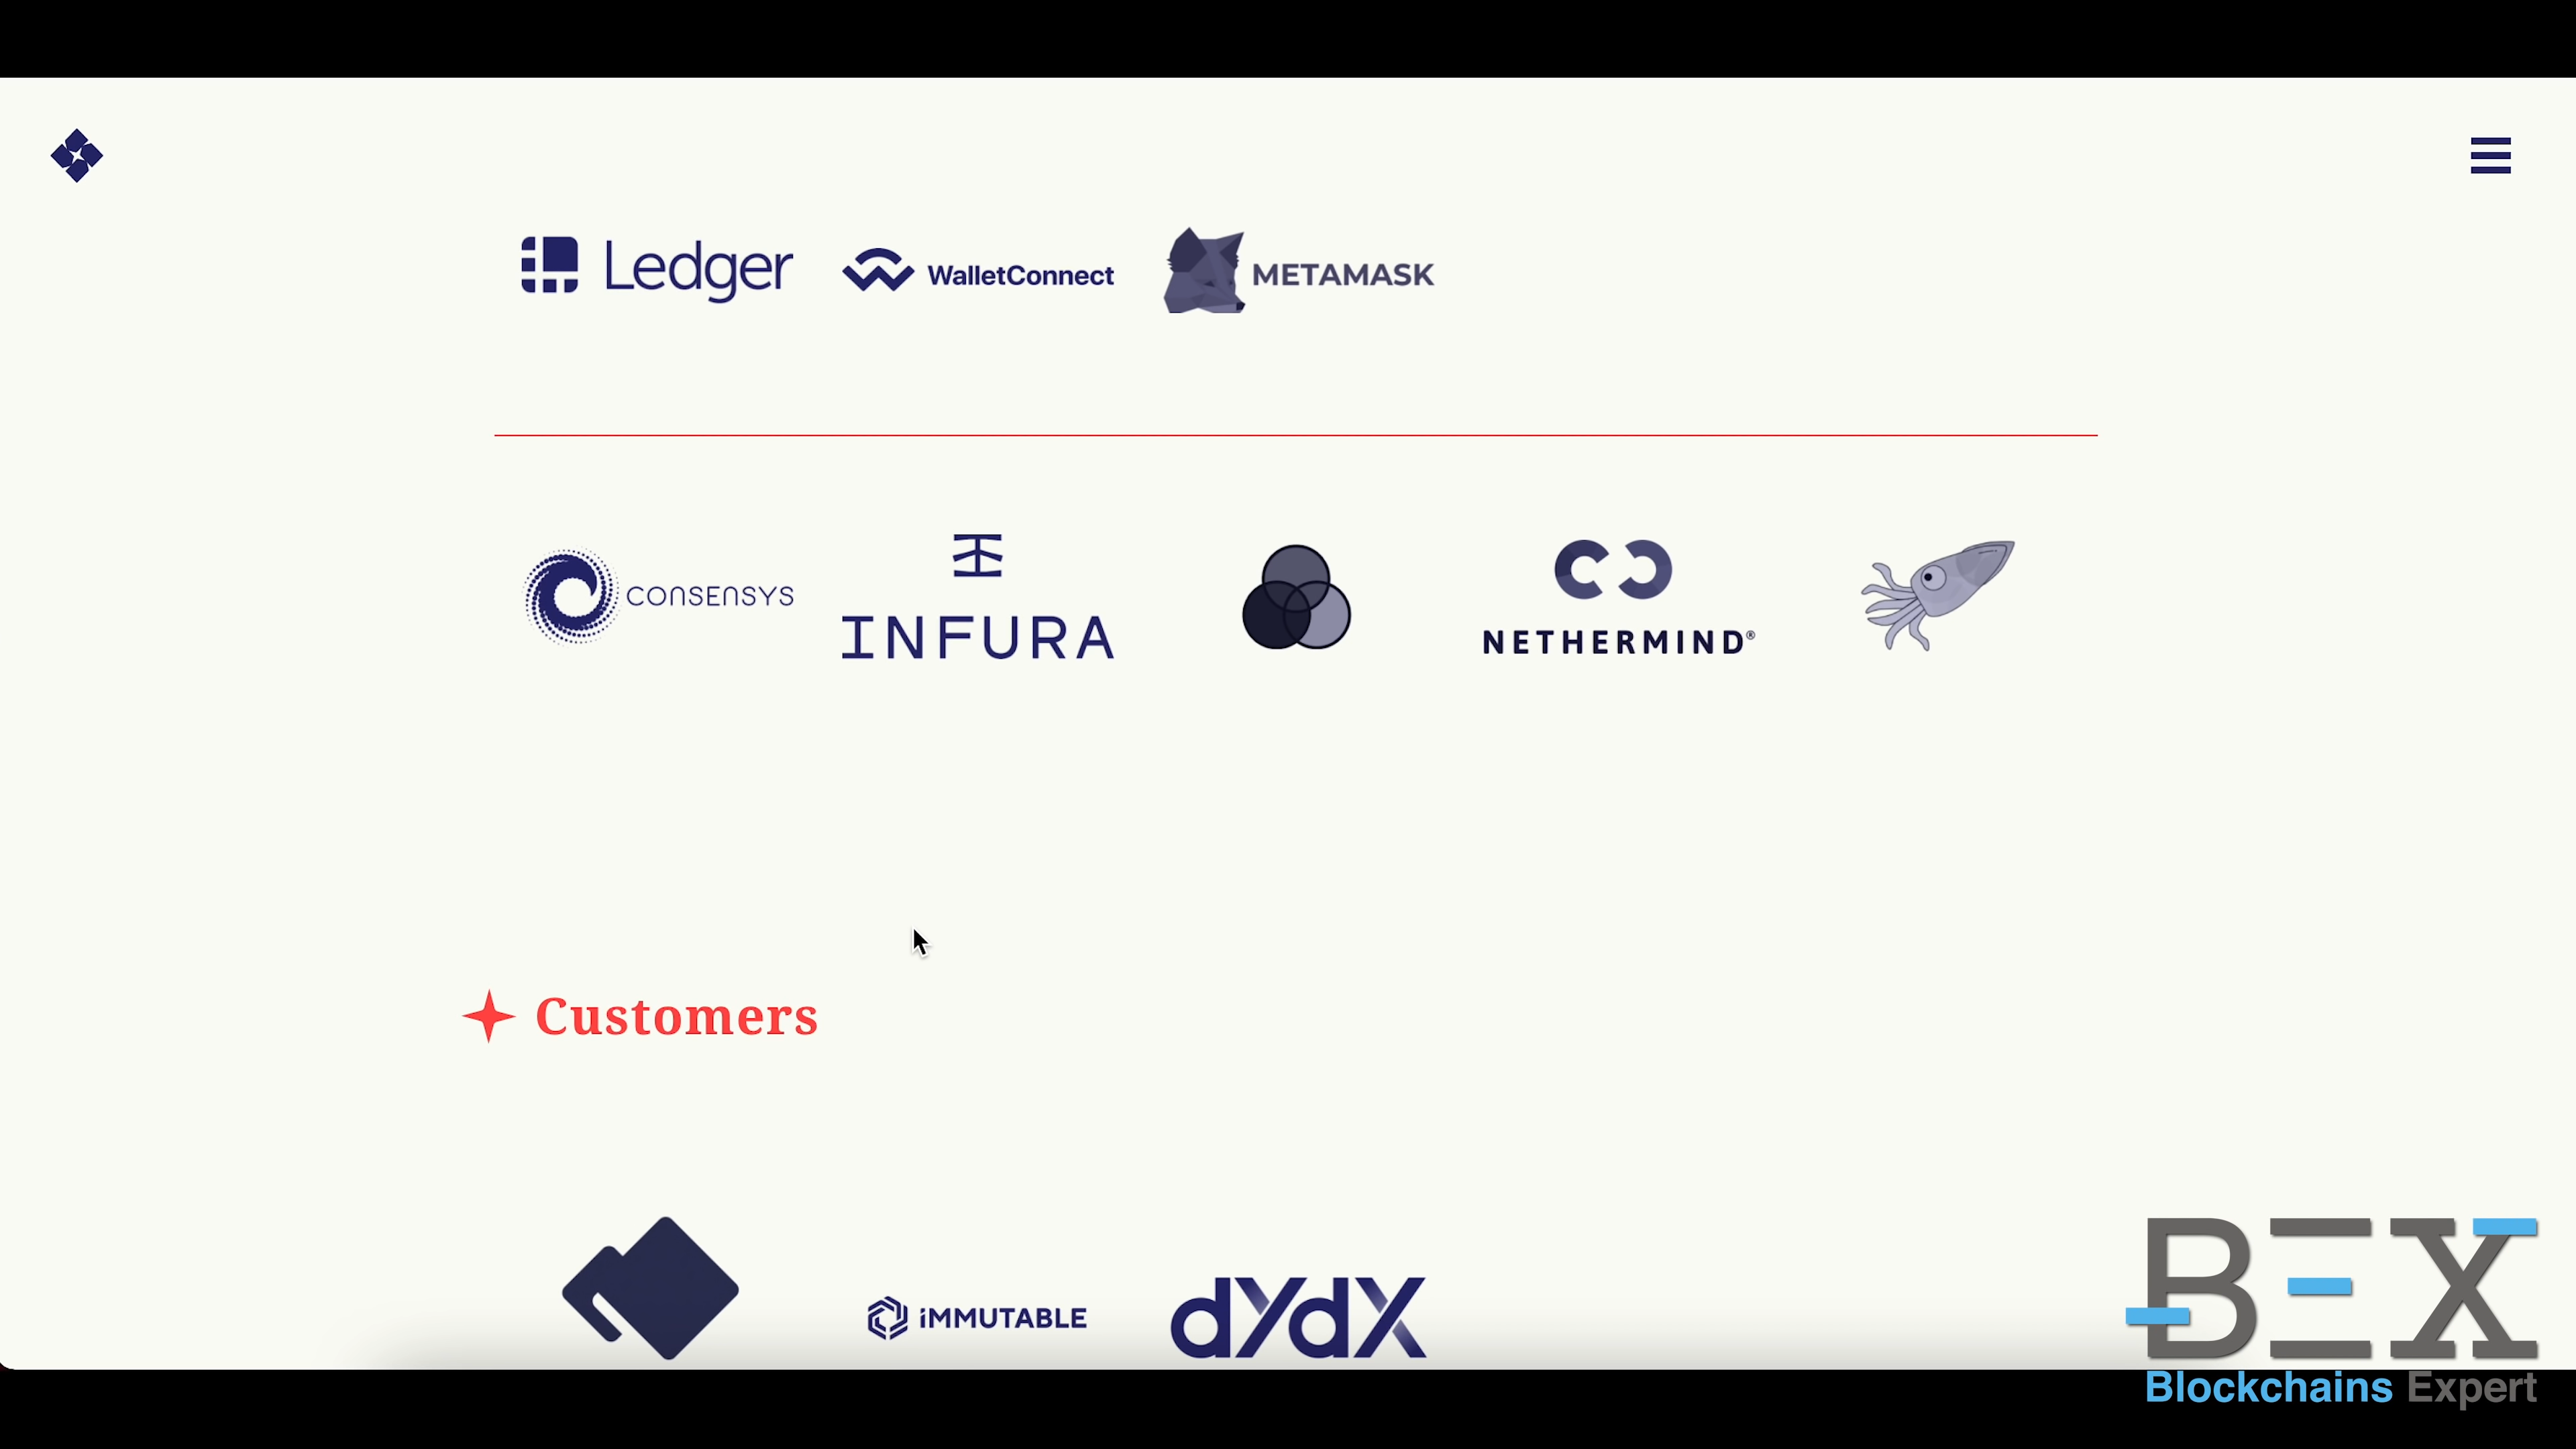 Ledger
WalletConnect
METAMASK
CONSENSYS
INFURA
NETHERMIND®
Customers
iMMUTABLE
dYdX
BEX
Blockchains Expert